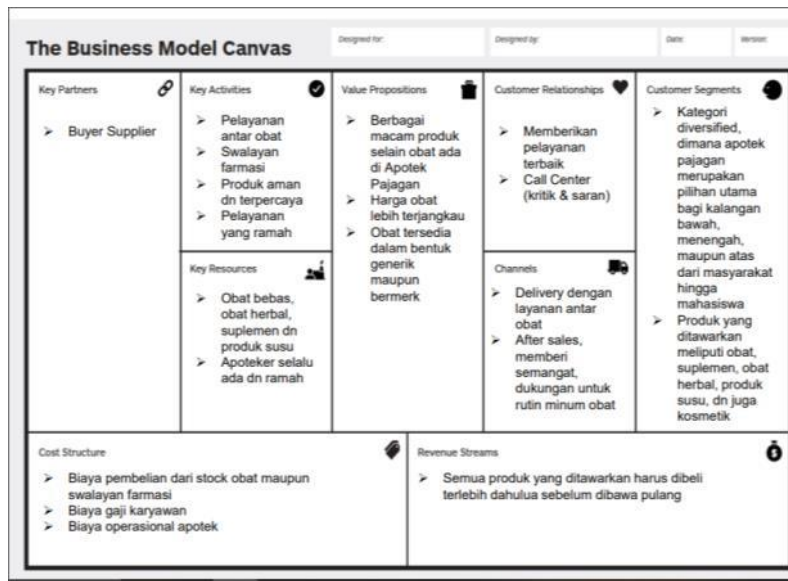 The Business Model Canvas
Designed for:
Designed by:
Date:
Version:
Key Partners
➢ Buyer Supplier
Key Activities
➢ Pelayanan
antar obat
➢ Swalayan
farmasi
➢ Produk aman
dn terpercaya
➢ Pelayanan
yang ramah
Key Resources
➢ Obat bebas,
obat herbal,
suplemen dn
produk susu
➢ Apoteker selalu
ada dn ramah
Value Propositions
➢ Berbagai
macam produk
selain obat ada
di Apotek
Pajagan
➢ Harga obat
lebih terjangkau
➢ Obat tersedia
dalam bentuk
generik
maupun
bermerk
Customer Relationships
➢ Memberikan
pelayanan
terbaik
➢ Call Center
(kritik & saran)
Channels
➢ Delivery dengan
layanan antar
obat
➢ After sales,
memberi
semangat,
dukungan untuk
rutin minum obat
Customer Segments
➢ Kategori
diversified,
dimana apotek
pajagan
merupakan
pilihan utama
bagi kalangan
bawah,
menengah,
maupun atas
dari masyarakat
hingga
mahasiswa
➢ Produk yang
ditawarkan
meliputi obat,
suplemen, obat
herbal, produk
susu, dn juga
kosmetik
Cost Structure
➢ Biaya pembelian dari stock obat maupun
swalayan farmasi
➢ Biaya gaji karyawan
➢ Biaya operasional apotek
Revenue Streams
➢ Semua produk yang ditawarkan harus dibeli
terlebih dahulua sebelum dibawa pulang